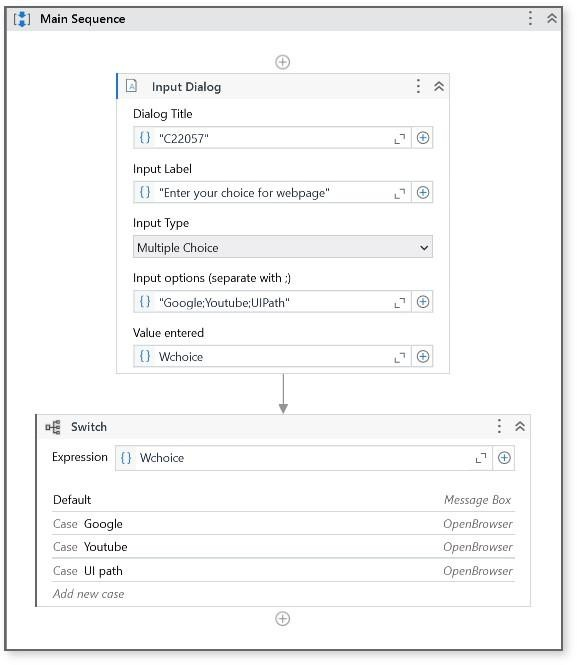 Main Sequence
Input Dialog
Dialog Title
"C22057"
Input Label
"Enter your choice for webpage"
Input Type
Multiple Choice
Input options (separate with ;)
"Google;Youtube;UIPath"
Value entered
Wchoice
Switch
Expression Wchoice
Default Message Box
Case Google OpenBrowser
Case Youtube OpenBrowser
Case UI path OpenBrowser
Add new case